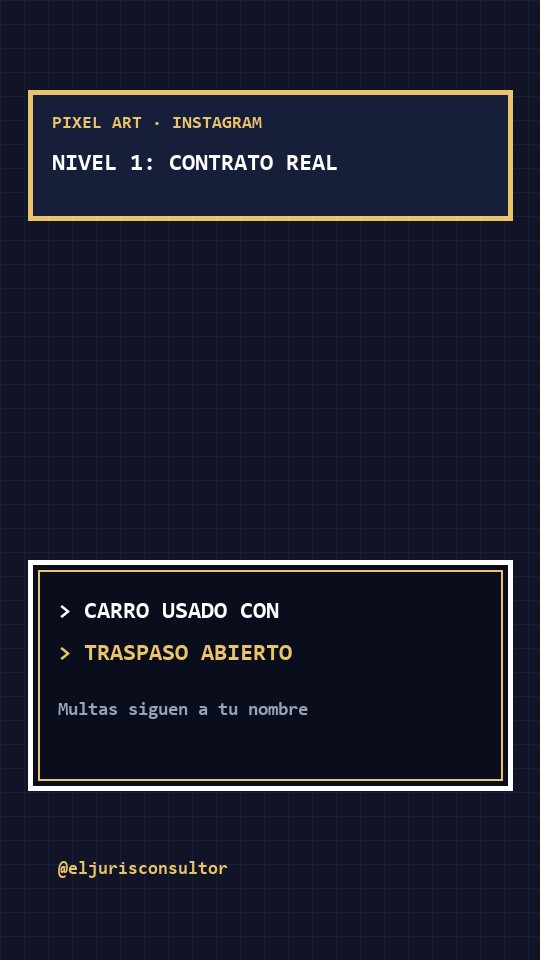 PIXEL ART · INSTAGRAM
NIVEL 1: CONTRATO REAL
> CARRO USADO CON
> TRASPASO ABIERTO
Multas siguen a tu nombre
@eljurisconsultor